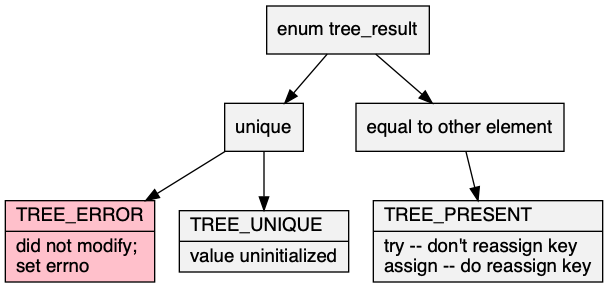 enum tree_result
unique
equal to other element
TREE_ERROR
did not modify;
set errno
TREE_UNIQUE
value uninitialized
TREE_PRESENT
try -- don't reassign key
assign -- do reassign key